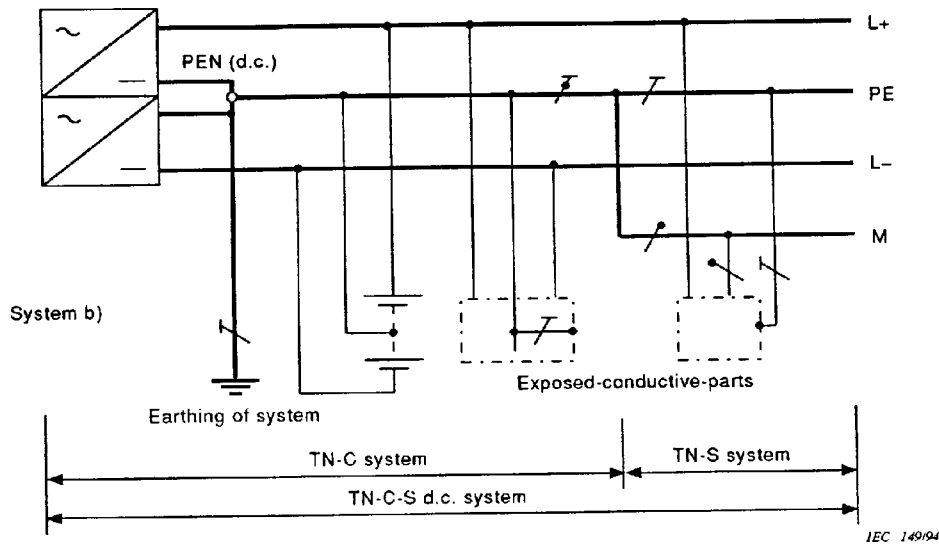 L+
PEN (d.c.)
PE
L–
M
System b)
Exposed-conductive-parts
Earthing of system
TN-C system
TN-S system
TN-C-S d.c. system
IEC 149/94